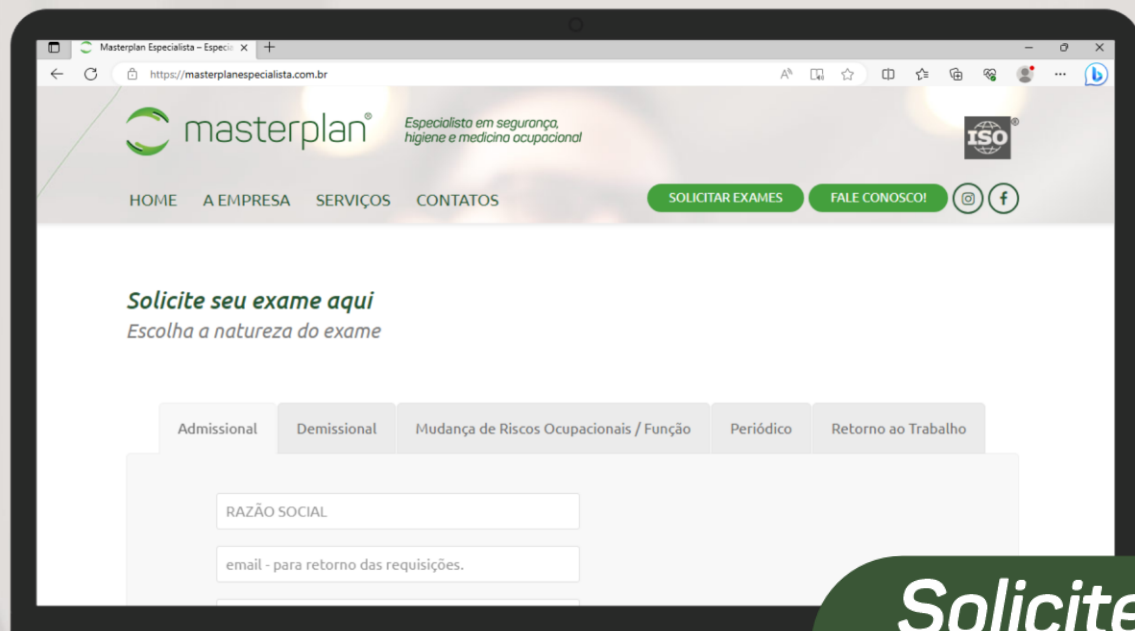 Masterplan Especialista – Especia
https://masterplanespecialista.com.br
masterplan®
Especialista em segurança,
higiene e medicina ocupacional
ISO®
HOME A EMPRESA SERVIÇOS CONTATOS SOLICITAR EXAMES FALE CONOSCO!
Solicite seu exame aqui
Escolha a natureza do exame
Admissional Demissional Mudança de Riscos Ocupacionais / Função Periódico Retorno ao Trabalho
RAZÃO SOCIAL
email - para retorno das requisições.
Solicite